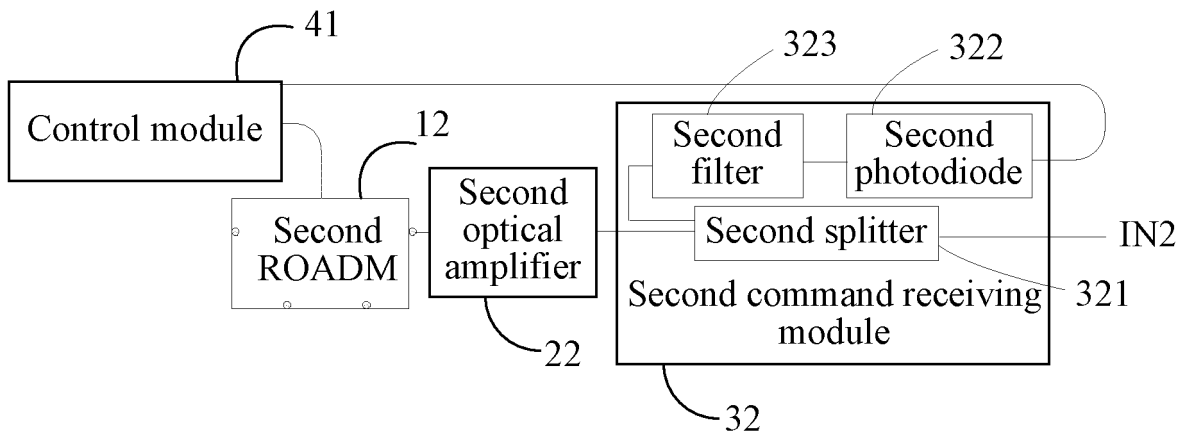 41
323
322
Control module
12
Second
filter
Second
photodiode
Second
optical
amplifier
Second
ROADM
Second splitter
IN2
321
Second command receiving
module
22
32